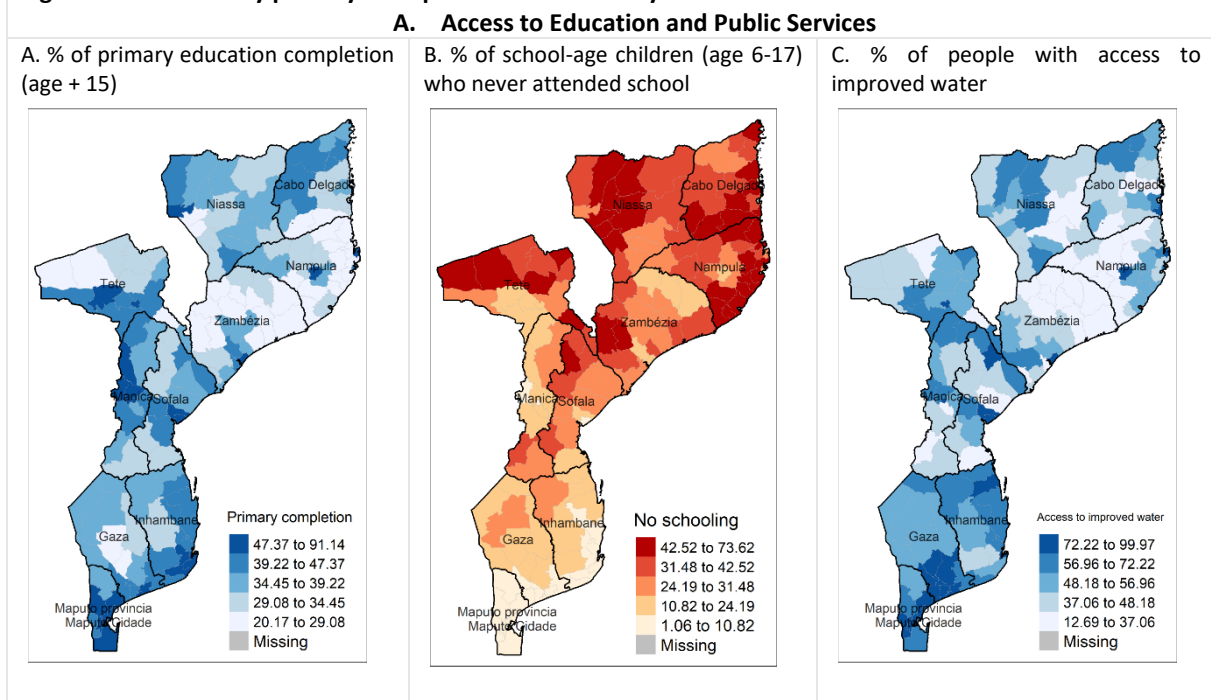 A. Access to Education and Public Services
A. % of primary education completion
(age + 15)
B. % of school-age children (age 6-17)
who never attended school
C. % of people with access to
improved water
Niassa
Cabo Delgado
Nampula
Tete
Zambézia
Manica
Sofala
Inhambane
Gaza
Maputo provincia
Maputo Cidade
Primary completion
47.37 to 91.14
39.22 to 47.37
34.45 to 39.22
29.08 to 34.45
20.17 to 29.08
Missing
Niassa
Cabo Delgado
Nampula
Tete
Zambézia
Manica
Sofala
Inhambane
Gaza
Maputo provincia
Maputo Cidade
No schooling
42.52 to 73.62
31.48 to 42.52
24.19 to 31.48
10.82 to 24.19
1.06 to 10.82
Missing
Niassa
Cabo Delgado
Nampula
Tete
Zambézia
Manica
Sofala
Inhambane
Gaza
Maputo provincia
Maputo Cidade
Access to improved water
72.22 to 99.97
56.96 to 72.22
48.18 to 56.96
37.06 to 48.18
12.69 to 37.06
Missing